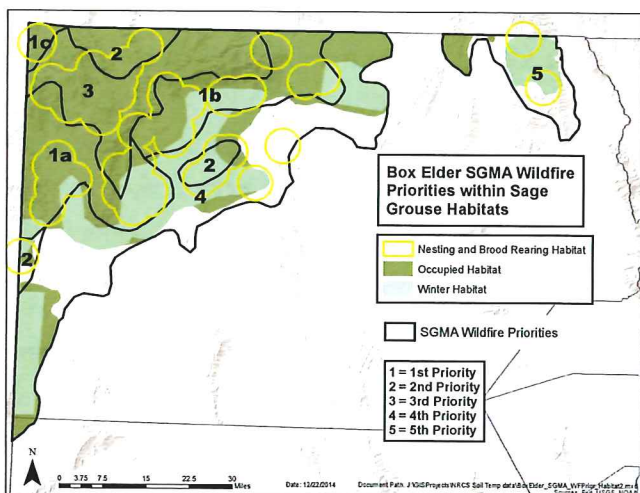 1c
2
3
1b
5
1a
2
4
2
Box Elder SGMA Wildfire
Priorities within Sage
Grouse Habitats
Nesting and Brood Rearing Habitat
Occupied Habitat
Winter Habitat
SGMA Wildfire Priorities
1 = 1st Priority
2 = 2nd Priority
3 = 3rd Priority
4 = 4th Priority
5 = 5th Priority
N
0 3.75 7.5 15 22.5 30
Miles
Date: 12/22/2014